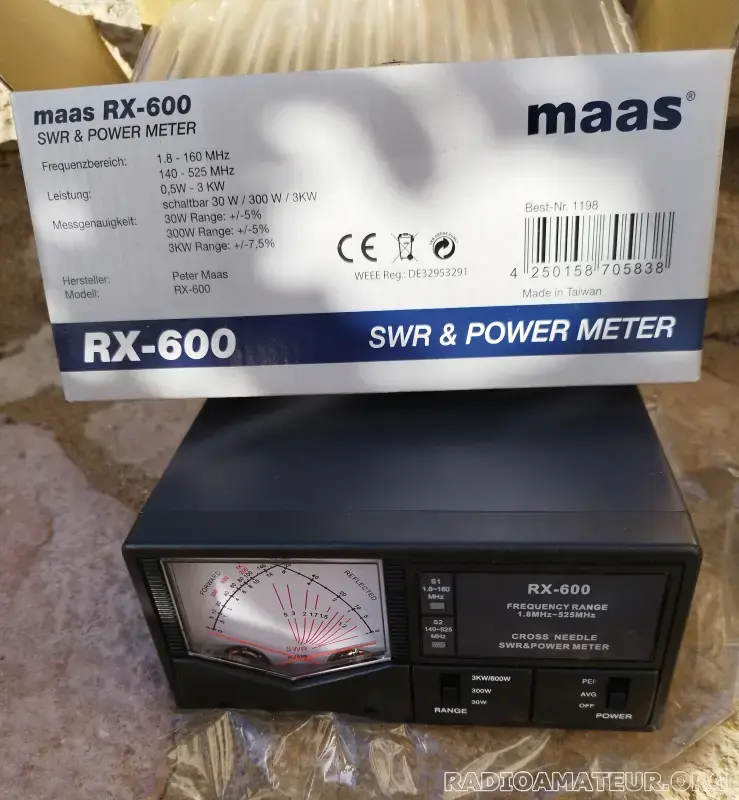 maas RX-600
SWR & POWER METER
maas®
Frequenzbereich: 1.8 - 160 MHz
140 - 525 MHz
Leistung: 0,5W - 3 KW
schaltbar 30 W / 300 W / 3KW
Messgenauigkeit: 30W Range: +/-5%
300W Range: +/-5%
3KW Range: +/-7,5%
Hersteller: Peter Maas
Modell: RX-600
CE
WEEE Reg.: DE32953291
Best-Nr. 1198
4 250158 705838
Made in Taiwan
RX-600
SWR & POWER METER
FORWARD
REFLECTED
SWR
S1
1.8~160
MHz
S2
140~525
MHz
RX-600
FREQUENCY RANGE
1.8MHz~525MHz
CROSS NEEDLE
SWR&POWER METER
3KW/600W
300W
30W
RANGE
PEP
AVG
OFF
POWER
RADIOAMATEUR.ORG